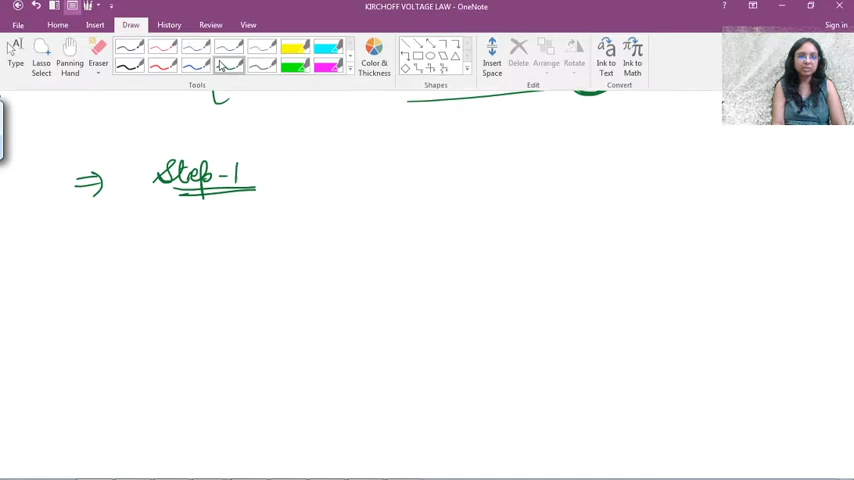 KIRCHOFF VOLTAGE LAW - OneNote
?
File Home Insert Draw History Review View Sign in
Type
Lasso Select
Panning Hand
Eraser
Color & Thickness
Insert Space
Delete
Arrange
Rotate
Ink to Text
Ink to Math
Tools Shapes Edit Convert
⇒ Step-1